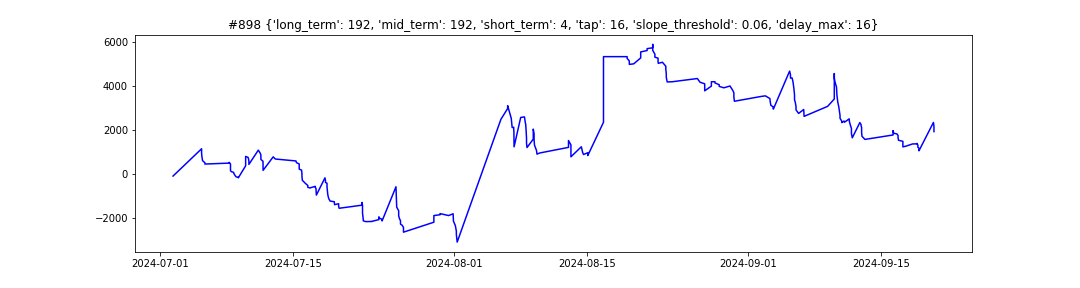 #898 {'long_term': 192, 'mid_term': 192, 'short_term': 4, 'tap': 16, 'slope_threshold': 0.06, 'delay_max': 16}
6000
4000
2000
0
−2000
2024-07-01 2024-07-15 2024-08-01 2024-08-15 2024-09-01 2024-09-15